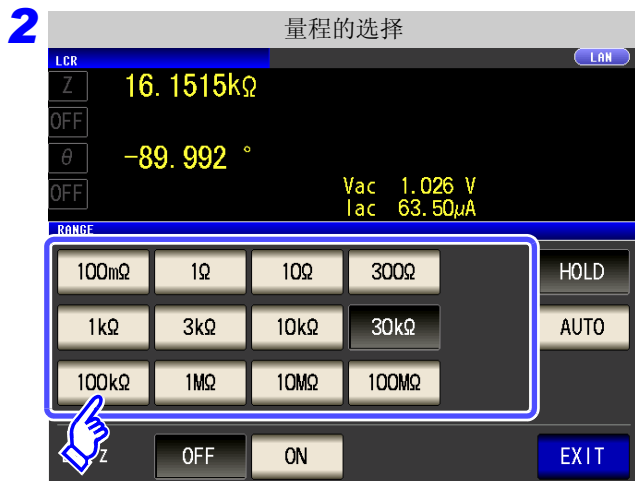 2
量程的选择
LCR
LAN
Z 16.1515kΩ
OFF
θ -89.992 °
OFF
Vac 1.026 V
Iac 63.50μA
RANGE
100mΩ 1Ω 10Ω 300Ω HOLD
1kΩ 3kΩ 10kΩ 30kΩ AUTO
100kΩ 1MΩ 10MΩ 100MΩ
Z OFF ON EXIT